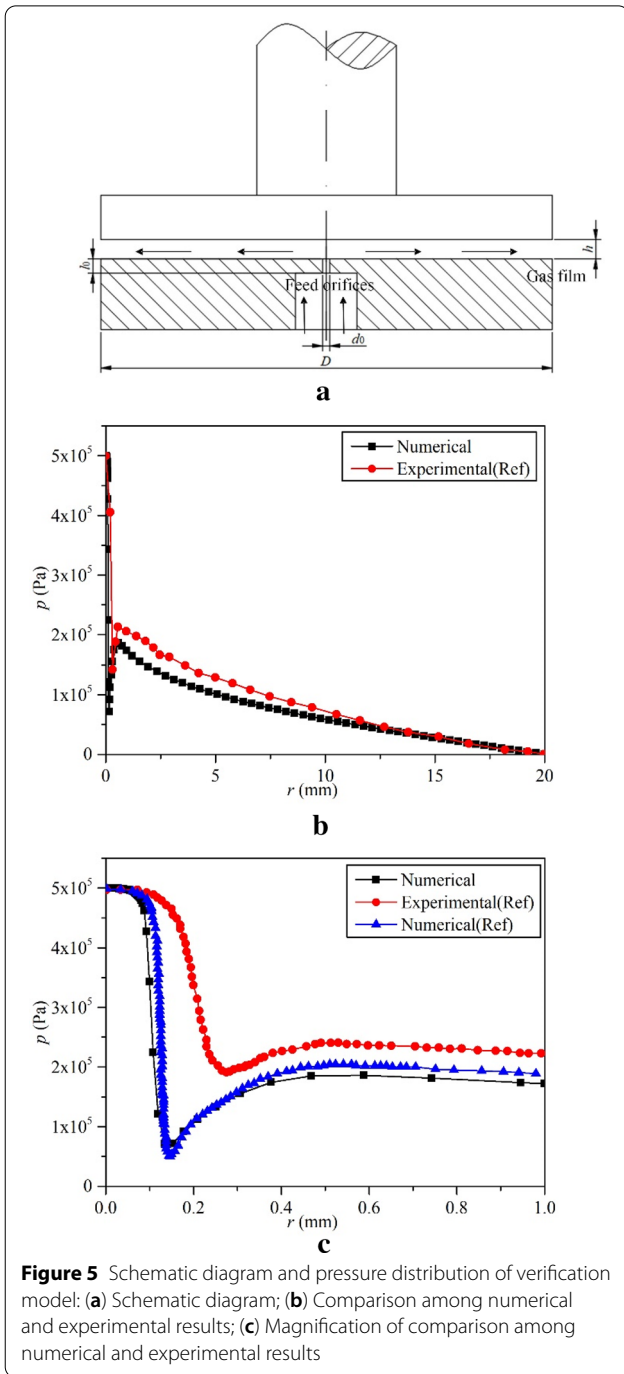 h
l₀
Feed orifices
Gas film
d₀
D
a
Numerical
Experimental(Ref)
p (Pa)
5x10⁵
4x10⁵
3x10⁵
2x10⁵
1x10⁵
0
0 5 10 15 20
r (mm)
b
Numerical
Experimental(Ref)
Numerical(Ref)
p (Pa)
5x10⁵
4x10⁵
3x10⁵
2x10⁵
1x10⁵
0
0.0 0.2 0.4 0.6 0.8 1.0
r (mm)
c
Figure 5 Schematic diagram and pressure distribution of verification
model: (a) Schematic diagram; (b) Comparison among numerical
and experimental results; (c) Magnification of comparison among
numerical and experimental results